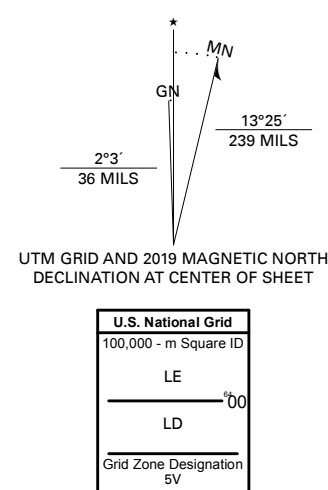 ★
MN
GN
13°25´
239 MILS
2°3´
36 MILS
UTM GRID AND 2019 MAGNETIC NORTH
DECLINATION AT CENTER OF SHEET
U.S. National Grid
100,000 - m Square ID
LE
6400
LD
Grid Zone Designation
5V